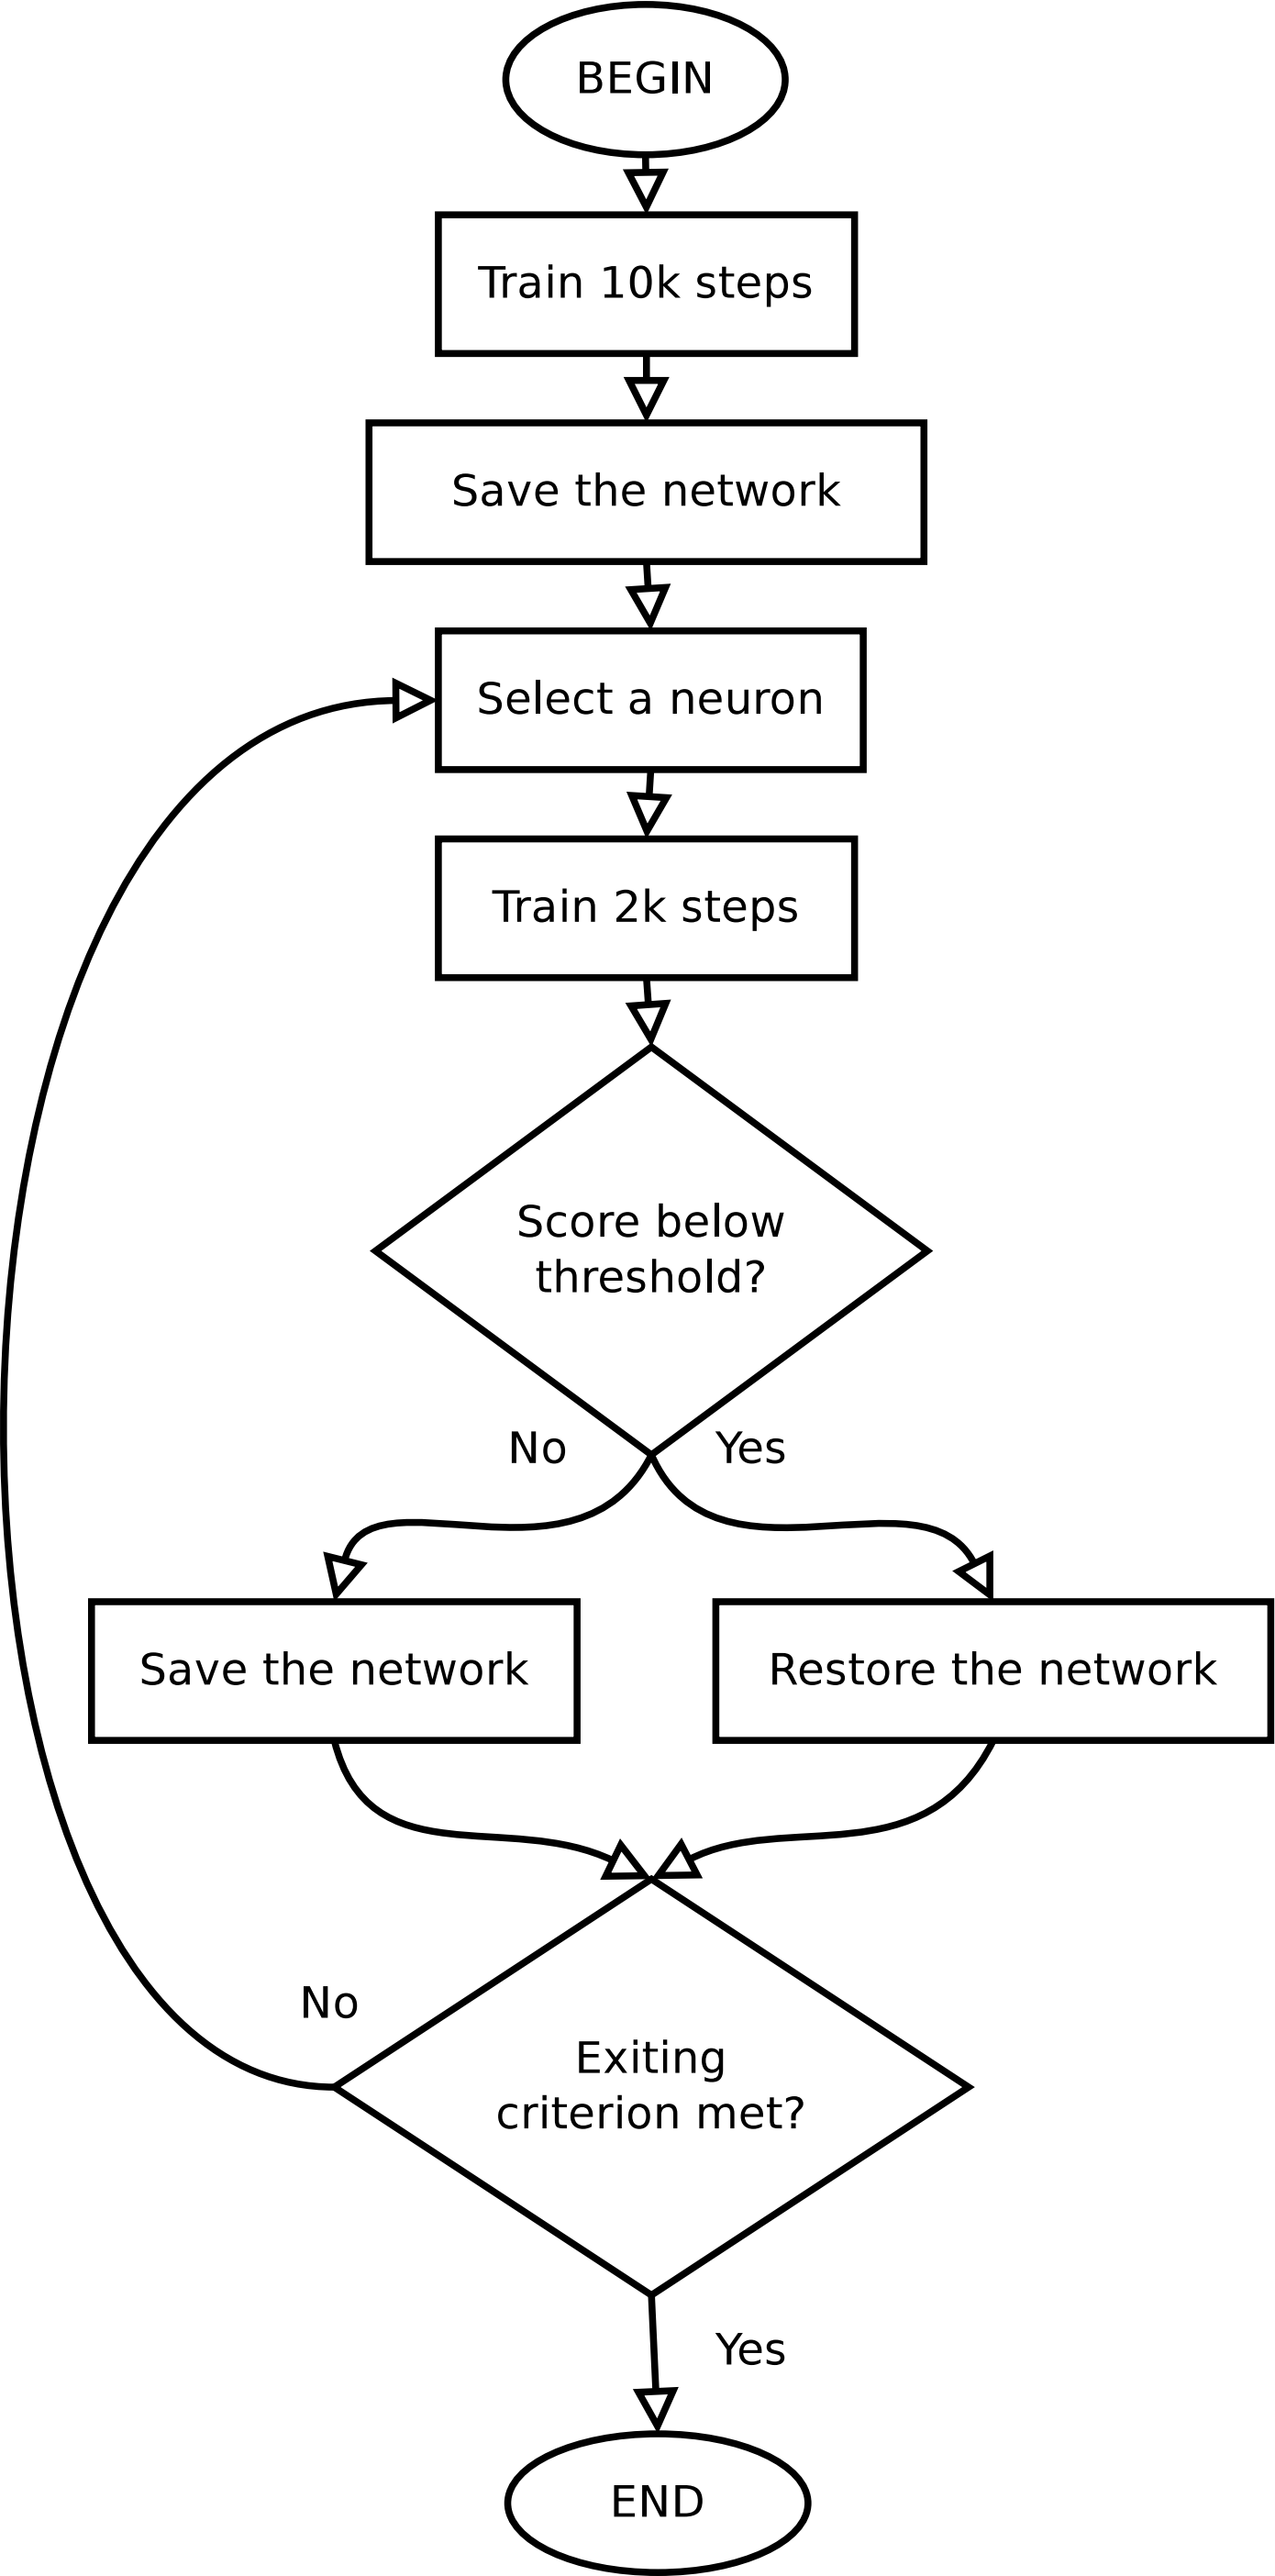 BEGIN
Train 10k steps
Save the network
Select a neuron
Train 2k steps
Score below
threshold?
No
Yes
Save the network
Restore the network
No
Exiting
criterion met?
Yes
END